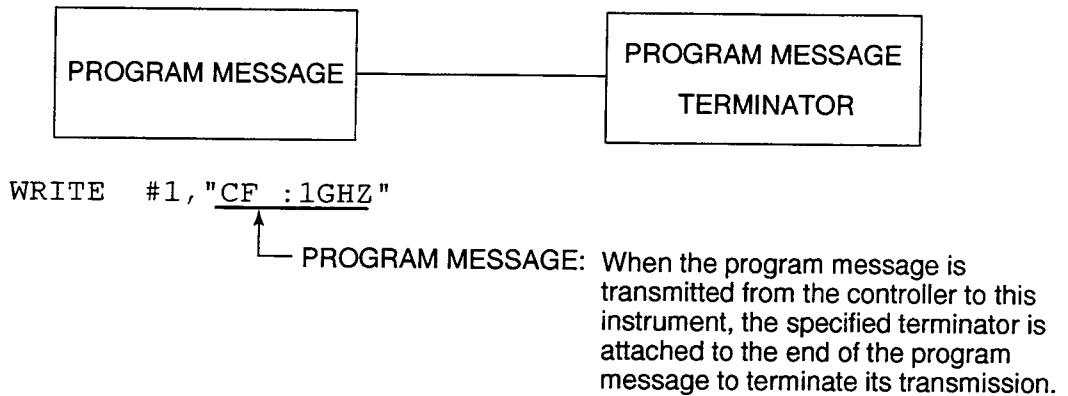 PROGRAM MESSAGE
PROGRAM MESSAGE
TERMINATOR
WRITE #1,"CF :1GHZ"
PROGRAM MESSAGE: When the program message is
transmitted from the controller to this
instrument, the specified terminator is
attached to the end of the program
message to terminate its transmission.